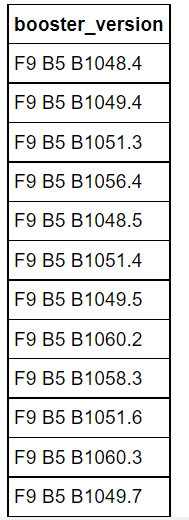 booster_version
F9 B5 B1048.4
F9 B5 B1049.4
F9 B5 B1051.3
F9 B5 B1056.4
F9 B5 B1048.5
F9 B5 B1051.4
F9 B5 B1049.5
F9 B5 B1060.2
F9 B5 B1058.3
F9 B5 B1051.6
F9 B5 B1060.3
F9 B5 B1049.7